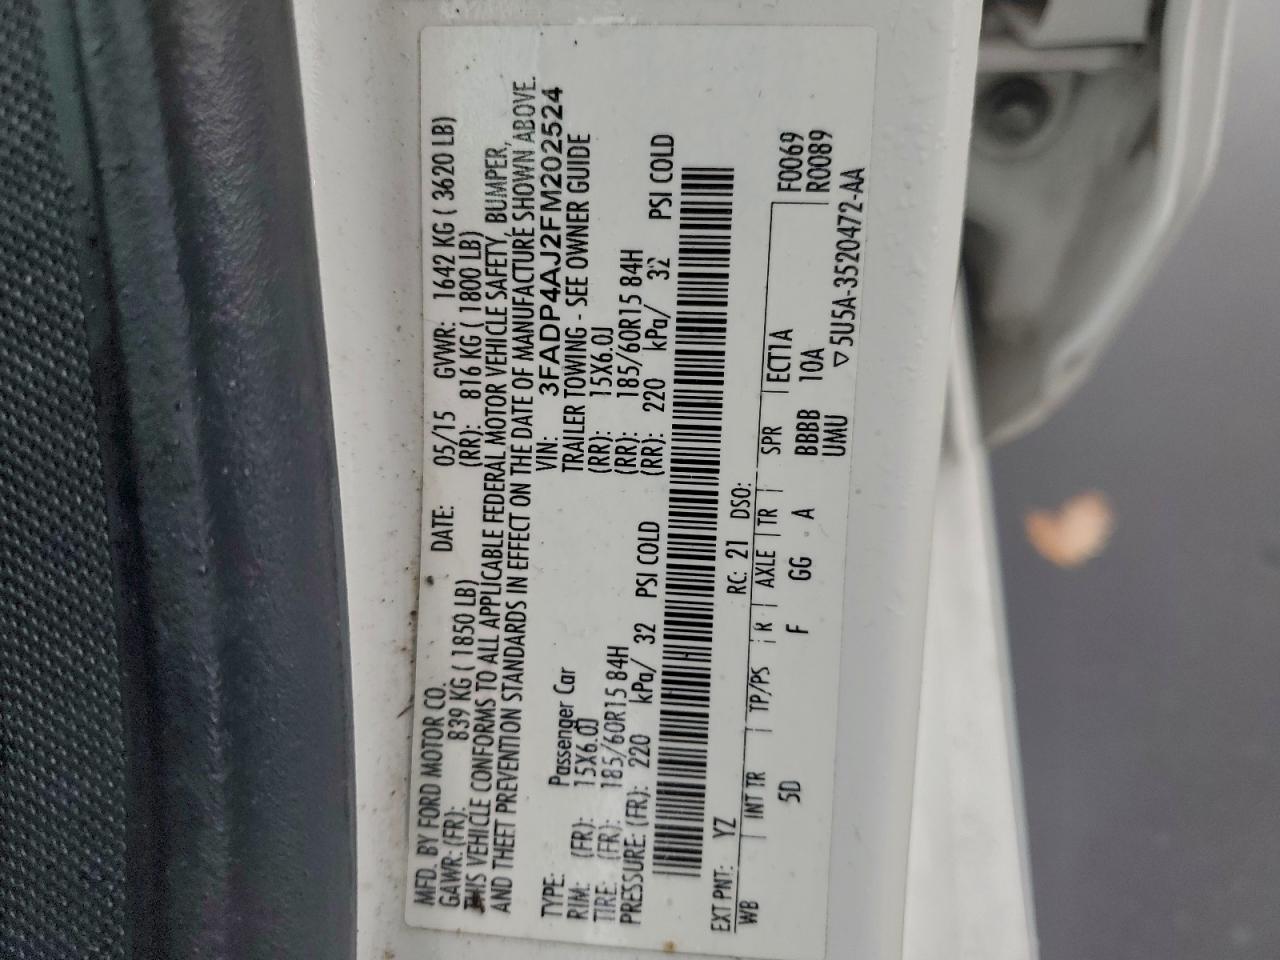 MFD. BY FORD MOTOR CO. DATE: 05/15 GVWR: 1642 KG ( 3620 LB)
GAWR: (FR): 839 KG ( 1850 LB) (RR): 816 KG ( 1800 LB)
THIS VEHICLE CONFORMS TO ALL APPLICABLE FEDERAL MOTOR VEHICLE SAFETY, BUMPER,
AND THEFT PREVENTION STANDARDS IN EFFECT ON THE DATE OF MANUFACTURE SHOWN ABOVE.
VIN: 3FADP4AJ2FM202524
TYPE: Passenger Car TRAILER TOWING - SEE OWNER GUIDE
RIM: (FR): 15X6.0J (RR): 15X6.0J
TIRE: (FR): 185/60R15 84H (RR): 185/60R15 84H
PRESSURE: (FR): 220 kPa/ 32 PSI COLD (RR): 220 kPa/ 32 PSI COLD
EXT PNT: YZ RC: 21 DSO:
WB INT TR TP/PS R AXLE TR SPR ECT1A F0069
5D F GG A BBBB 10A R0089
UMU ▽5U5A-3520472-AA